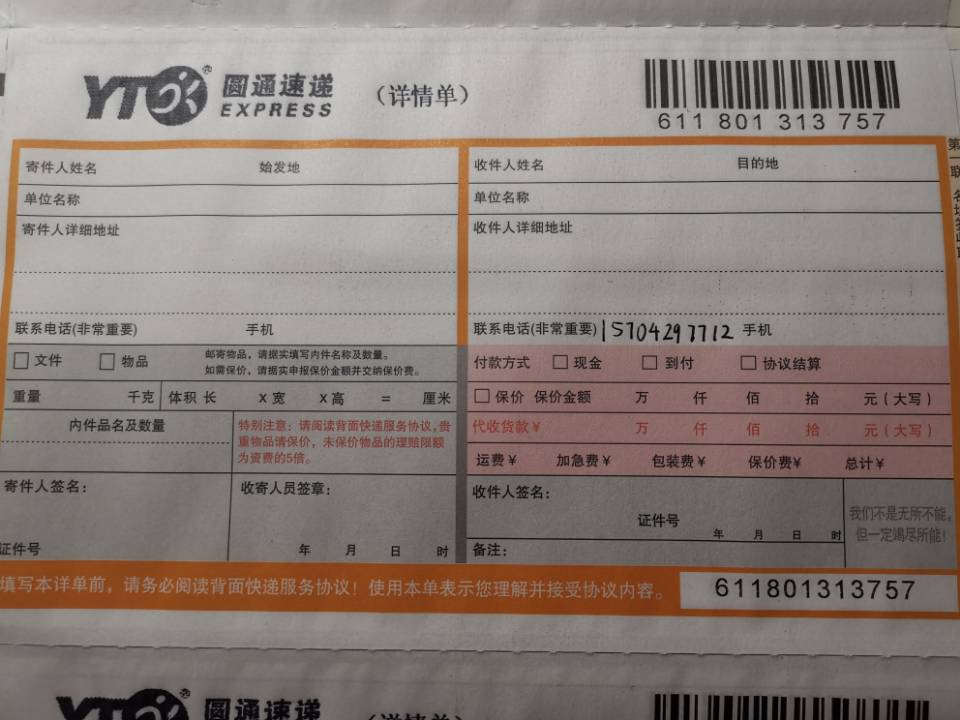 YTO 圆通速递 (详情单)
EXPRESS
611 801 313 757
寄件人姓名 始发地
单位名称
寄件人详细地址
联系电话(非常重要) 手机
文件 物品 邮寄物品,请据实填写内件名称及数量。
如需保价,请据实申报保价金额并交纳保价费。
重量 千克 体积 长 X宽 X高 = 厘米
内件品名及数量
特别注意:请阅读背面快递服务协议,贵
重物品请保价,未保价物品的理赔限额
为资费的5倍。
寄件人签名:
证件号
收寄人员签章:
年 月 日 时
收件人姓名 目的地
单位名称
收件人详细地址
联系电话(非常重要) 15704297712 手机
付款方式 现金 到付 协议结算
保价 保价金额 万 仟 佰 拾 元(大写)
代收货款¥ 万 仟 佰 拾 元(大写)
运费¥ 加急费¥ 包装费¥ 保价费¥ 总计¥
收件人签名:
证件号
年 月 日 时
备注:
我们不是无所不能,
但一定竭尽所能!
填写本详单前,请务必阅读背面快递服务协议!使用本单表示您理解并接受协议内容。
611801313757
YTO 圆通速递 (详情单)